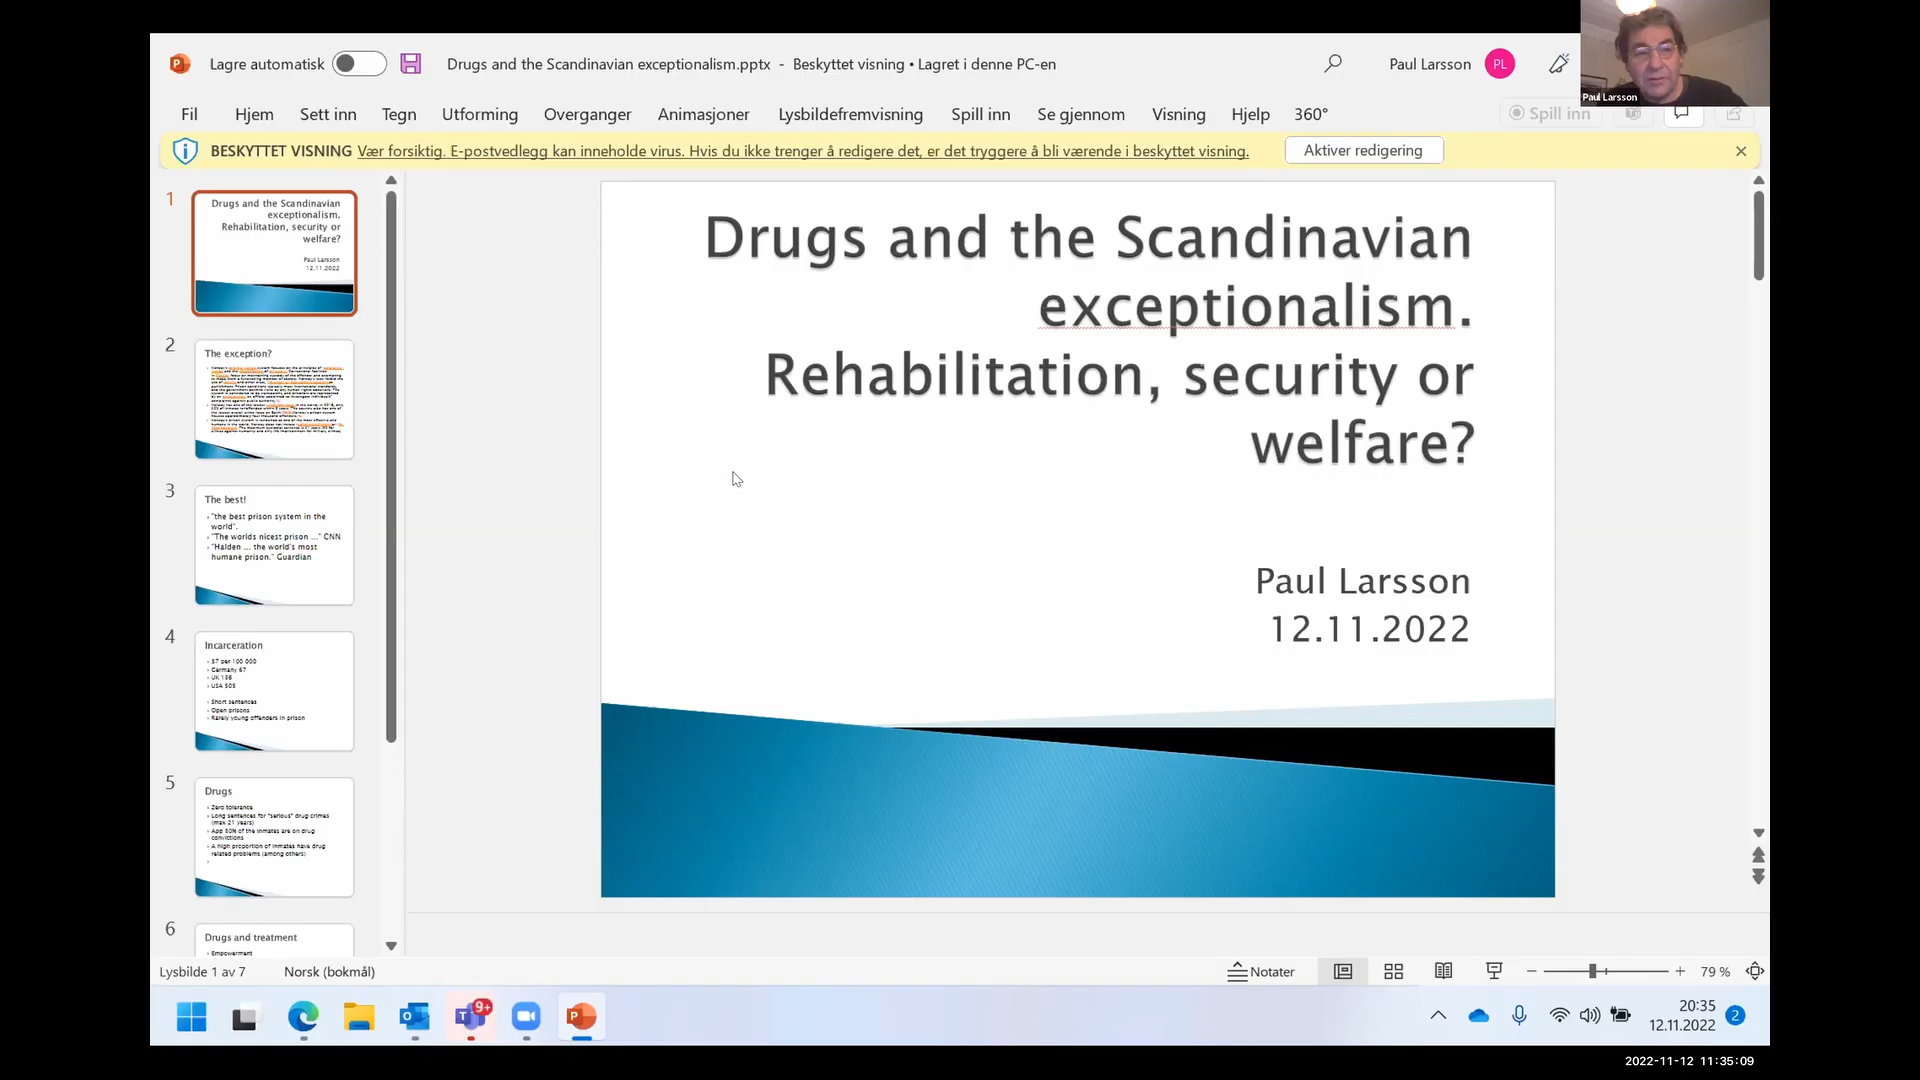 Lagre automatisk
Drugs and the Scandinavian exceptionalism.pptx - Beskyttet visning • Lagret i denne PC-en
Paul Larsson
PL
Paul Larsson
Fil Hjem Sett inn Tegn Utforming Overganger Animasjoner Lysbildefremvisning Spill inn Se gjennom Visning Hjelp 360°
Spill inn
BESKYTTET VISNING Vær forsiktig. E-postvedlegg kan inneholde virus. Hvis du ikke trenger å redigere det, er det tryggere å bli værende i beskyttet visning.
Aktiver redigering
1
Drugs and the Scandinavian
exceptionalism.
Rehabilitation, security or
welfare?
Paul Larsson
12.11.2022
2
The exception?
3
The best!
"the best prison system in the
world".
"The worlds nicest prison ..." CNN
"Halden ... the world's most
humane prison." Guardian
4
Incarceration
57 per 100 000
Germany 67
UK 136
USA 505
Short sentences
Open prisons
Rarely young offenders in prison
5
Drugs
Zero tolerance
Long sentences for "serious" drug crimes
(max 21 years)
App 30% of the inmates are on drug
convictions
A high proportion of inmates have drug
related problems (among others)
6
Drugs and treatment
Empowerment
Drugs and the Scandinavian
exceptionalism.
Rehabilitation, security or
welfare?
Paul Larsson
12.11.2022
Lysbilde 1 av 7
Norsk (bokmål)
Notater
79 %
9+
20:35
12.11.2022
2
2022-11-12 11:35:09